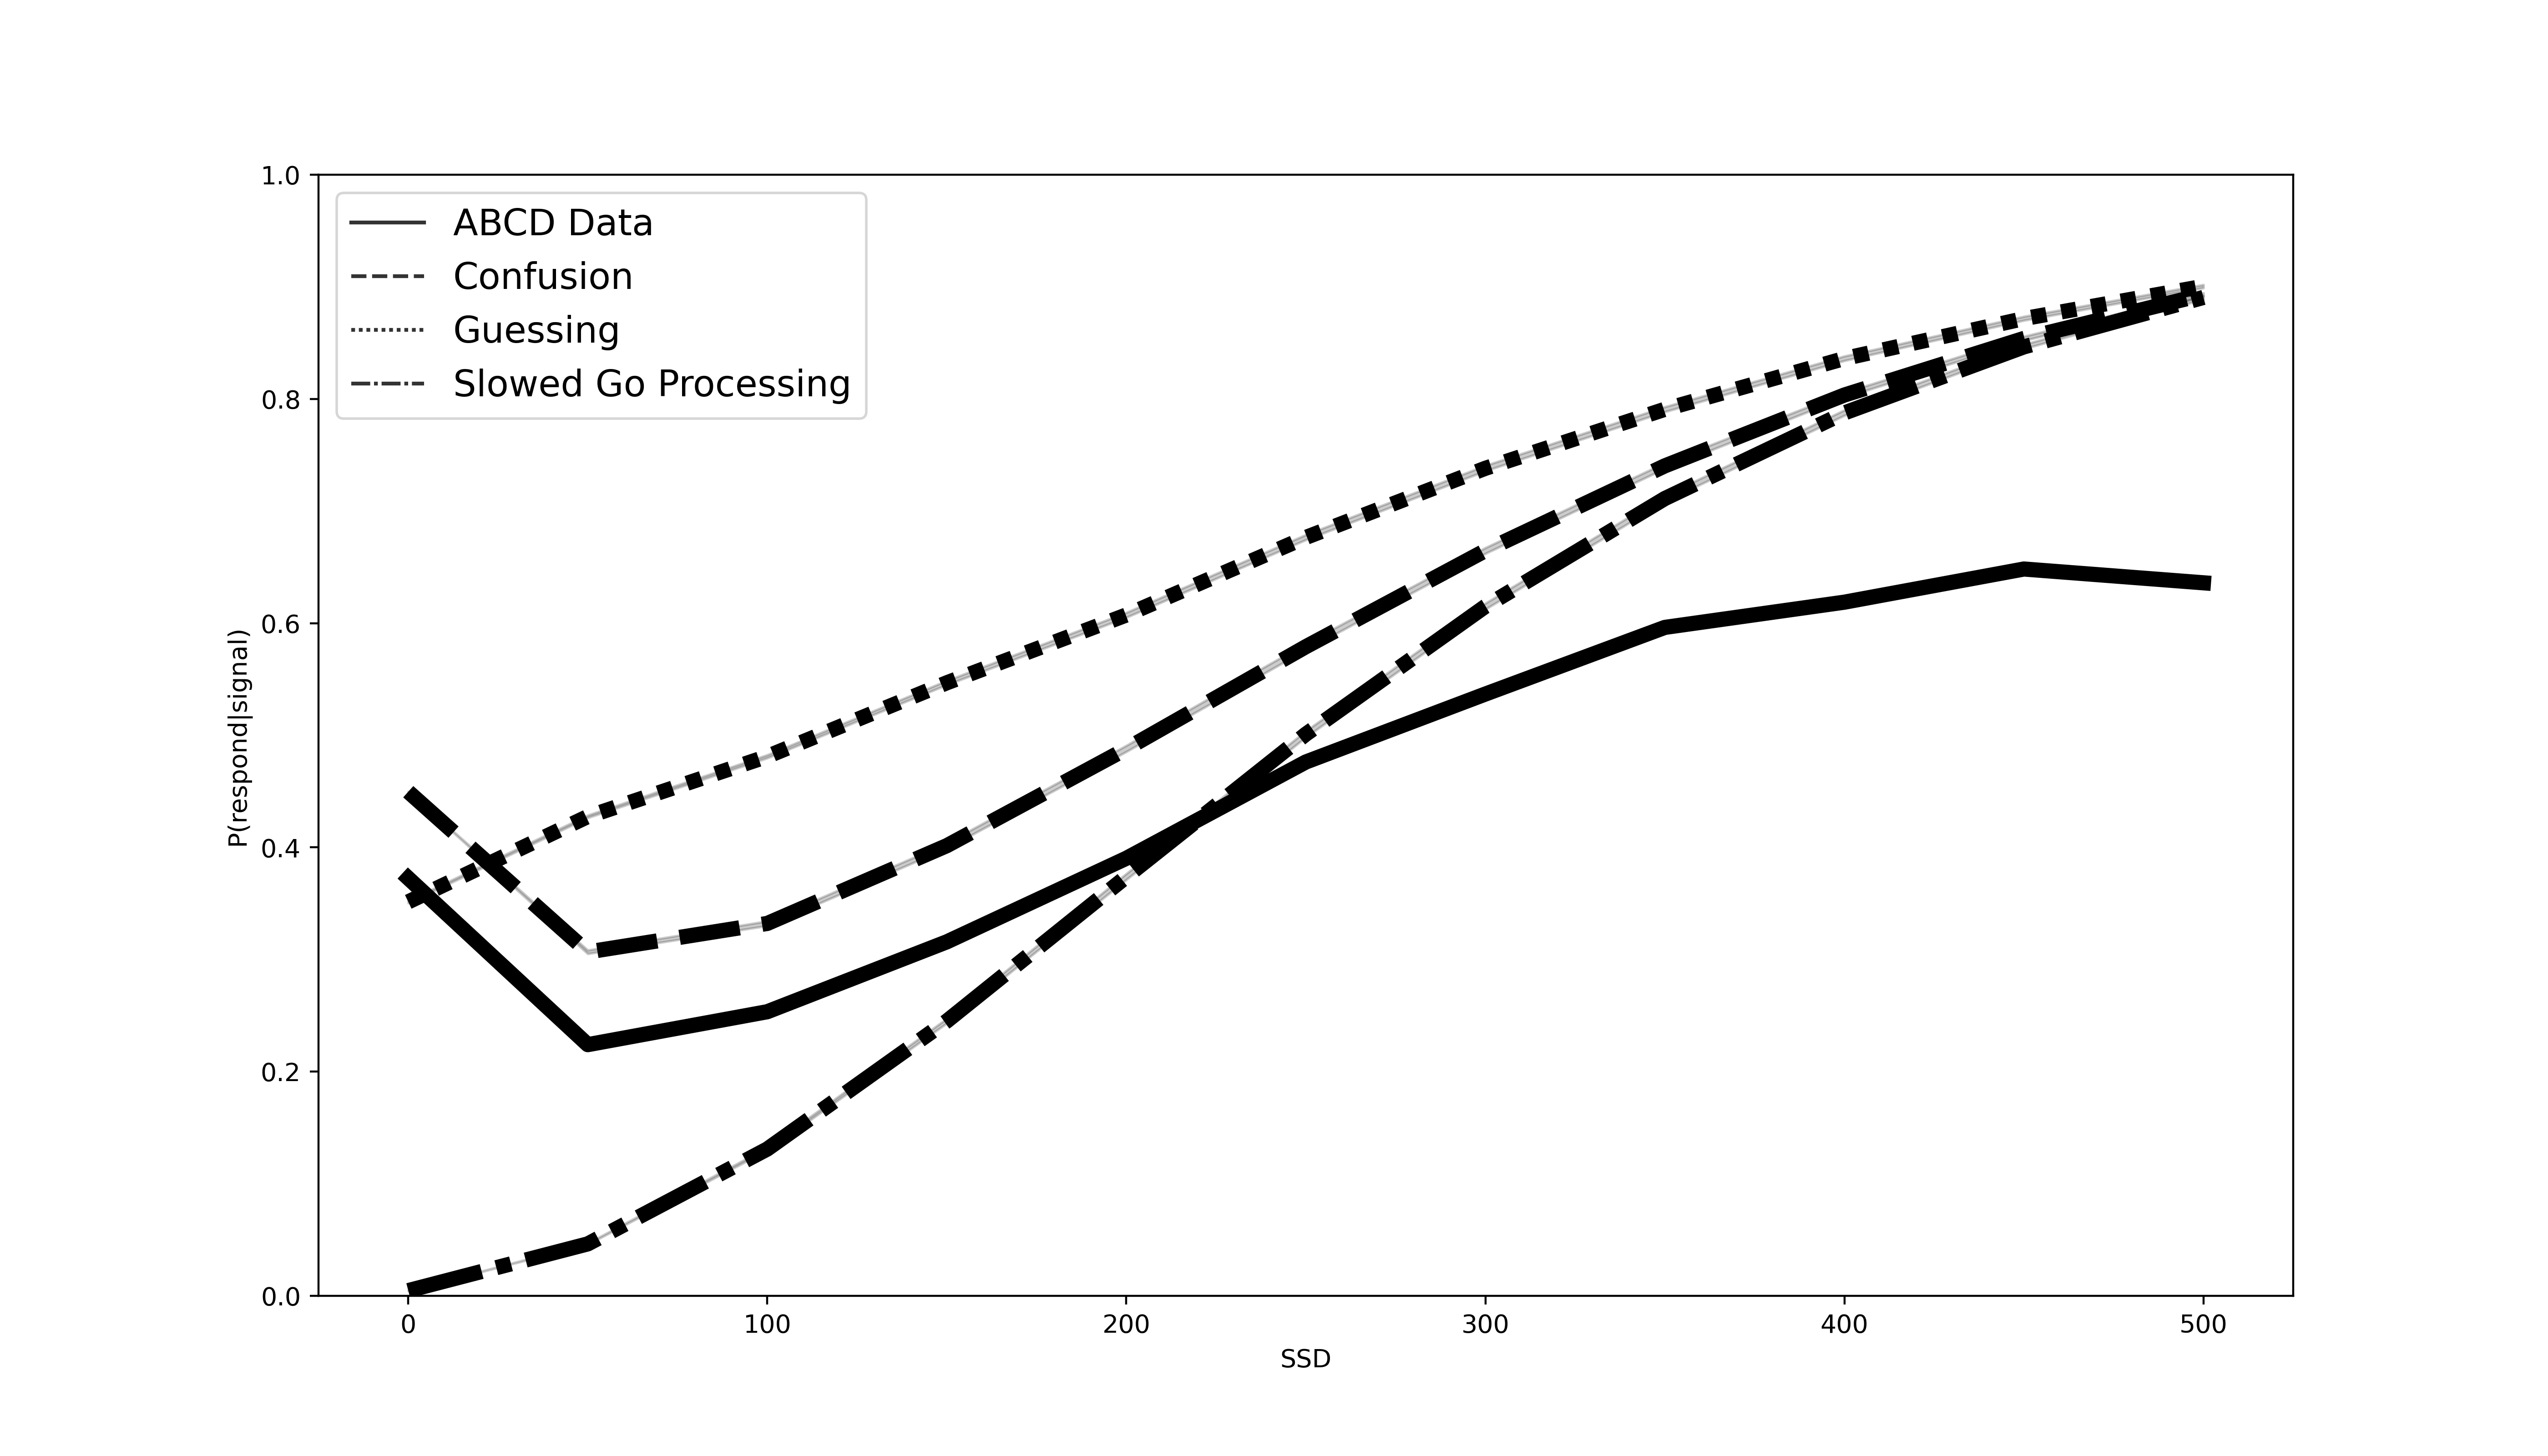 1.0
0.8
0.6
0.4
0.2
0.0
P(respond|signal)
ABCD Data
Confusion
Guessing
Slowed Go Processing
0 100 200 300 400 500
SSD